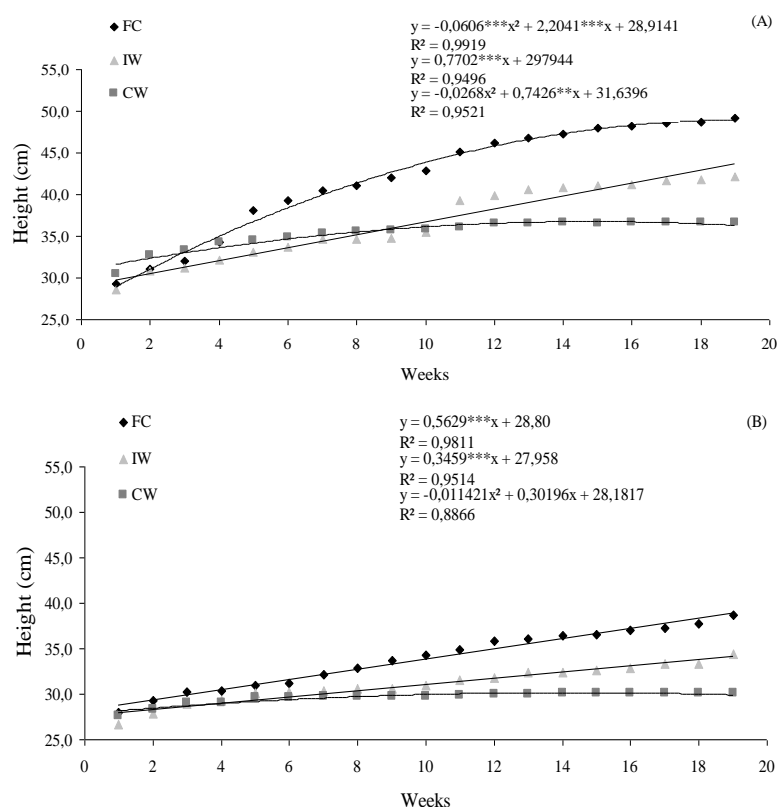 (A)
FC
y = -0,0606***x² + 2,2041***x + 28,9141
R² = 0,9919
IW
y = 0,7702***x + 297944
R² = 0,9496
CW
y = -0,0268x² + 0,7426**x + 31,6396
R² = 0,9521
55,0
50,0
45,0
40,0
35,0
30,0
25,0
Height (cm)
0 2 4 6 8 10 12 14 16 18 20
Weeks
(B)
FC
y = 0,5629***x + 28,80
R² = 0,9811
IW
y = 0,3459***x + 27,958
R² = 0,9514
CW
y = -0,011421x² + 0,30196x + 28,1817
R² = 0,8866
55,0
50,0
45,0
40,0
35,0
30,0
25,0
Height (cm)
0 2 4 6 8 10 12 14 16 18 20
Weeks